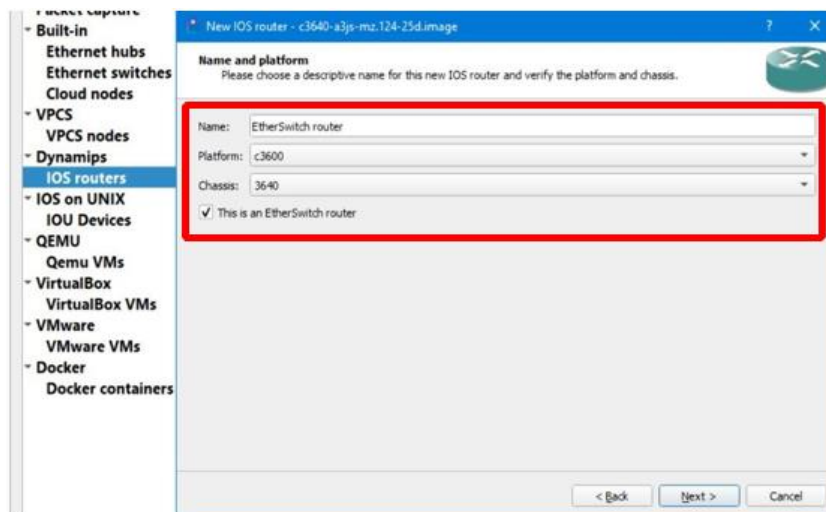 Packet capture
Built-in
Ethernet hubs
Ethernet switches
Cloud nodes
VPCS
VPCS nodes
Dynamips
IOS routers
IOS on UNIX
IOU Devices
QEMU
Qemu VMs
VirtualBox
VirtualBox VMs
VMware
VMware VMs
Docker
Docker containers
New IOS router - c3640-a3js-mz.124-25d.image
Name and platform
Please choose a descriptive name for this new IOS router and verify the platform and chassis.
Name: EtherSwitch router
Platform: c3600
Chassis: 3640
This is an EtherSwitch router
< Back Next > Cancel